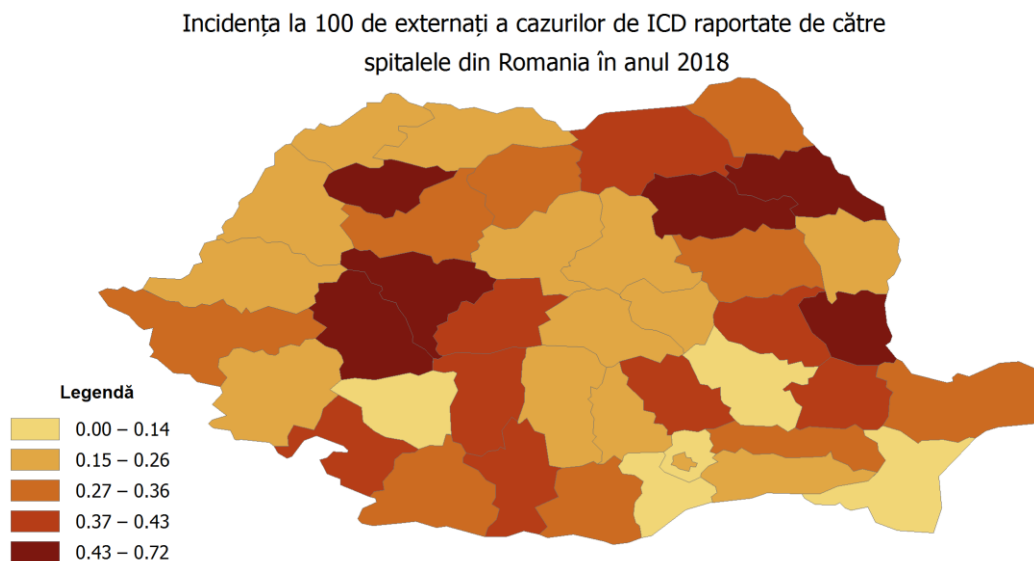 Incidența la 100 de externați a cazurilor de ICD raportate de către
spitalele din Romania în anul 2018
Legendă
0.00 – 0.14
0.15 – 0.26
0.27 – 0.36
0.37 – 0.43
0.43 – 0.72